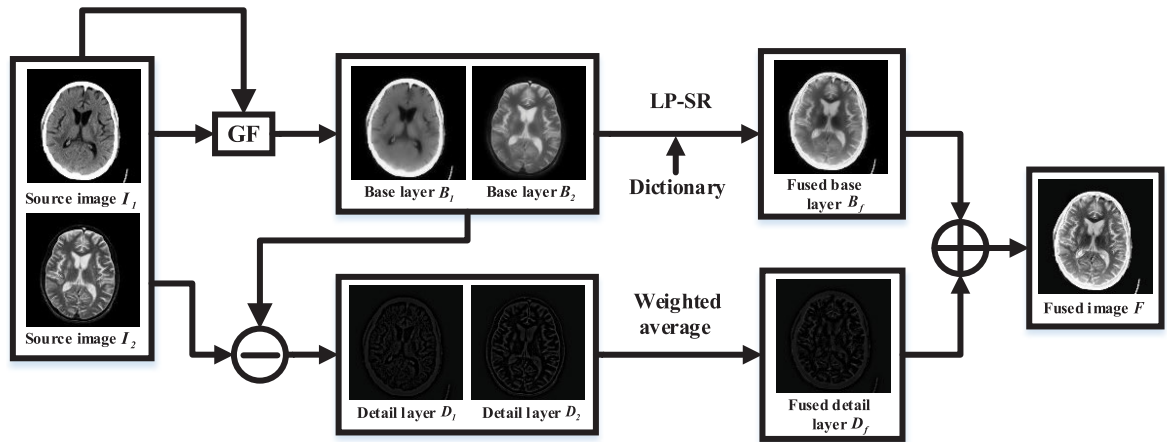 Source image I1
Source image I2
GF
Base layer B1
Base layer B2
LP-SR
Dictionary
Fused base
layer Bf
Detail layer D1
Detail layer D2
Weighted
average
Fused detail
layer Df
Fused image F